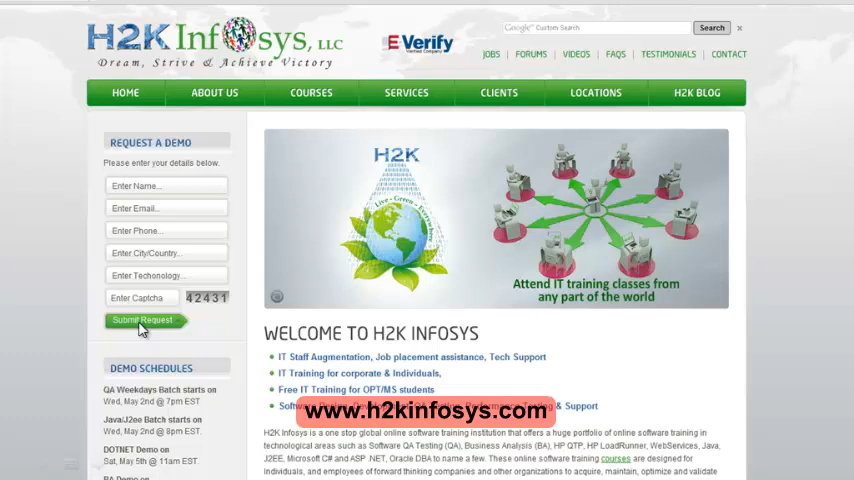 H2K Infosys, LLC
Dream, Strive & Achieve Victory
E-Verify
Google™ Custom Search
Search
×
JOBS | FORUMS | VIDEOS | FAQS | TESTIMONIALS | CONTACT
HOME
ABOUT US
COURSES
SERVICES
CLIENTS
LOCATIONS
H2K BLOG
REQUEST A DEMO
Please enter your details below.
Enter Name...
Enter Email...
Enter Phone...
Enter City/Country...
Enter Techonology...
Enter Captcha
42431
Submit Request
DEMO SCHEDULES
QA Weekdays Batch starts on
Wed, May 2nd @ 7pm EST
Java/J2ee Batch starts on
Wed, May 2nd @ 8pm EST.
DOTNET Demo on
Sat, May 5th @ 11am EST.
BA Demo on
H2K
Live - Green - Every
Attend IT training classes from
any part of the world
WELCOME TO H2K INFOSYS
IT Staff Augmentation, Job placement assistance, Tech Support
IT Training for corporate & Individuals,
Free IT Training for OPT/MS students
& Support
www.h2kinfosys.com
H2K Infosys is a one stop global online software training institution that offers a huge portfolio of online software training in
technological areas such as Software QA Testing (QA), Business Analysis (BA), HP QTP, HP LoadRunner, WebServices, Java,
J2EE, Microsoft C# and ASP .NET, Oracle DBA to name a few. These online software training courses are designed for
Individuals, and employees of forward thinking companies and other organizations to acquire, maintain, optimize and validate